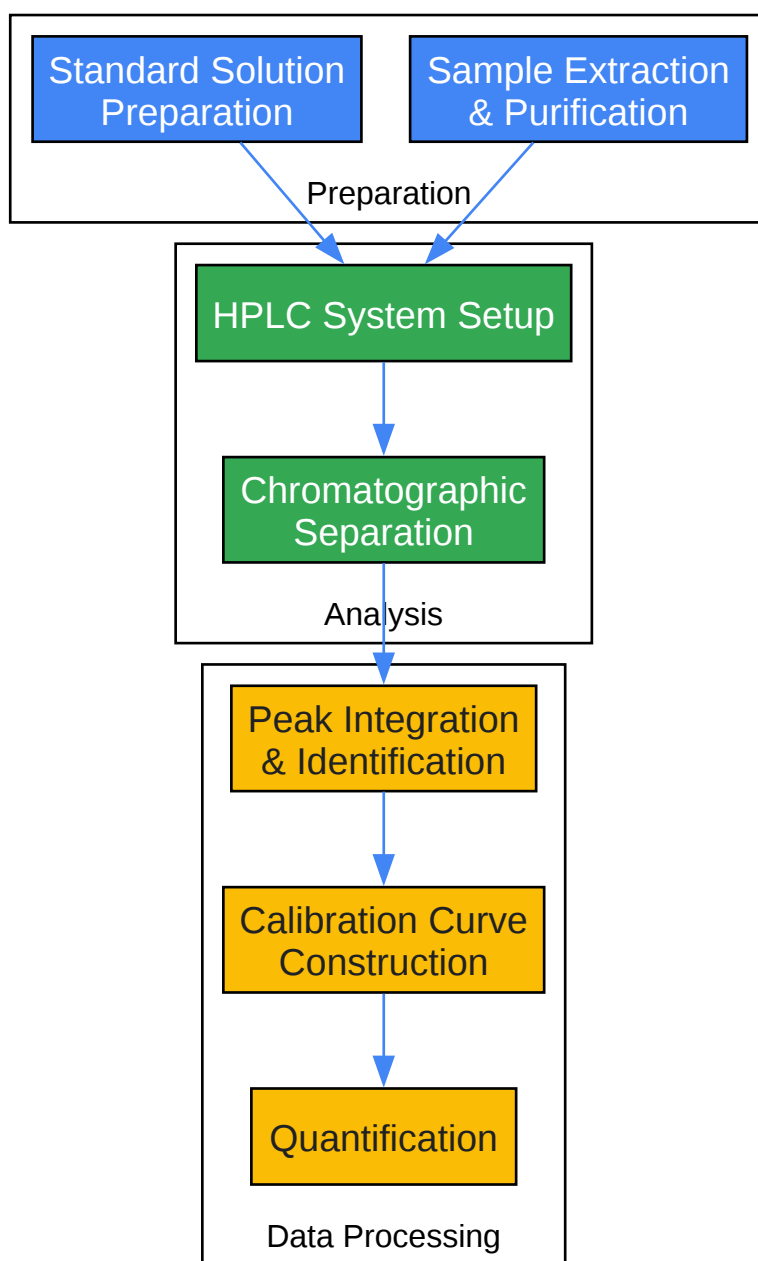 Standard Solution
Preparation
Sample Extraction
& Purification
Preparation
HPLC System Setup
Chromatographic
Separation
Analysis
Peak Integration
& Identification
Calibration Curve
Construction
Quantification
Data Processing